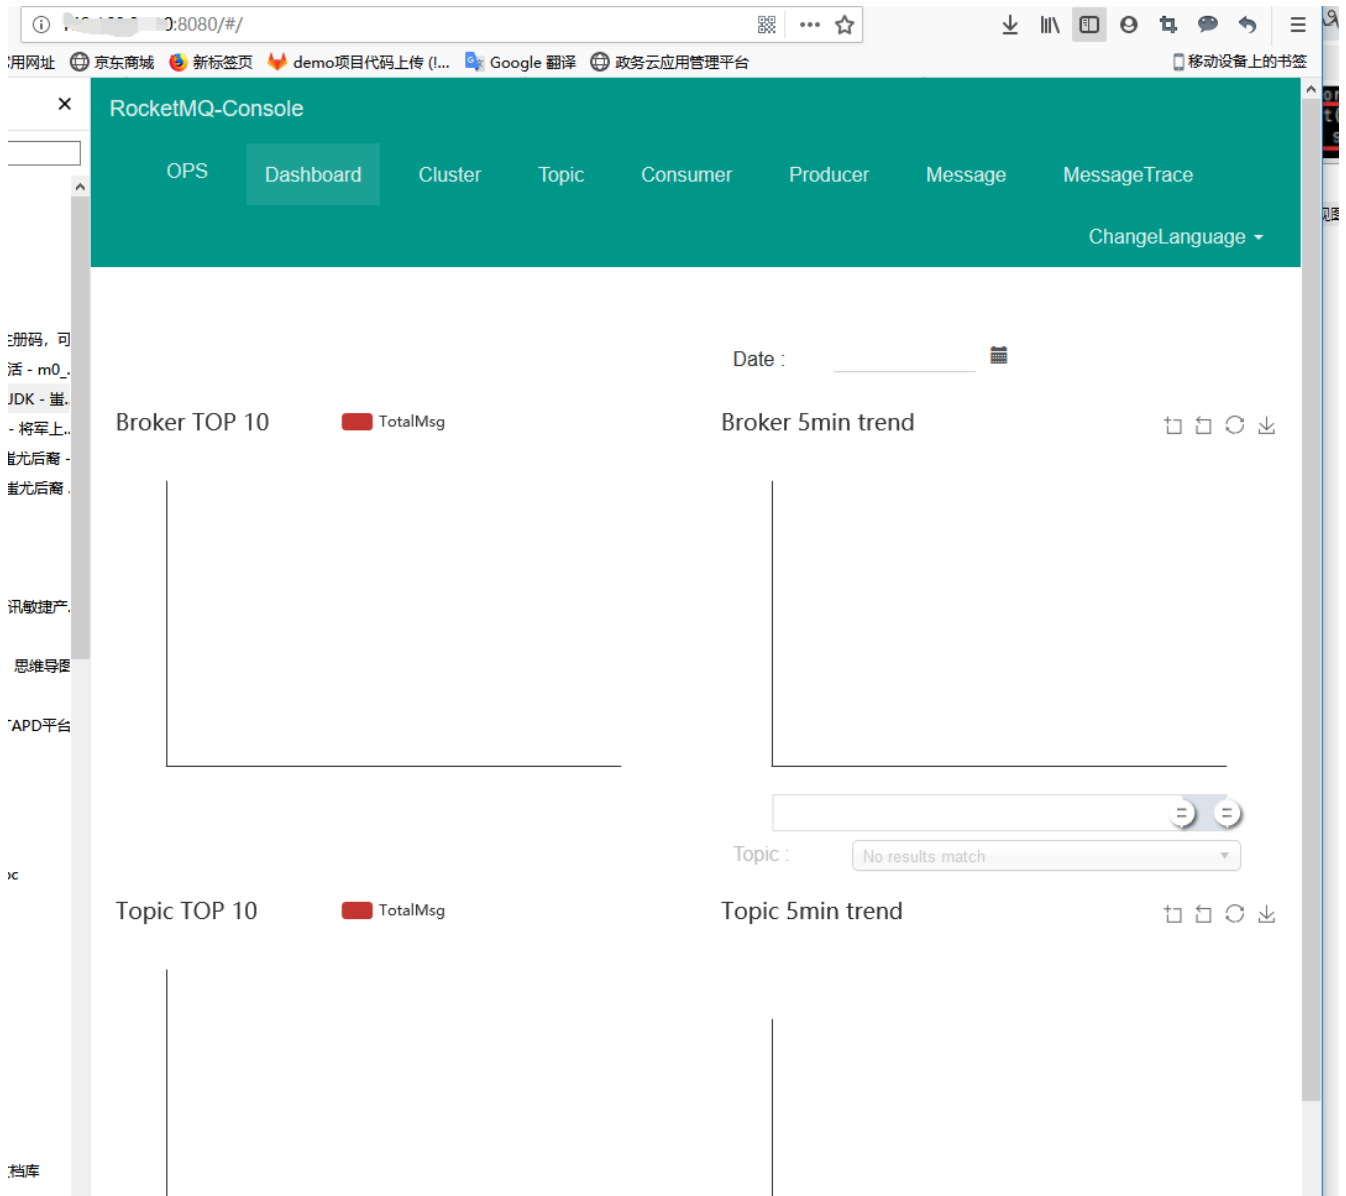 :8080/#/
用网址 京东商城 新标签页 demo项目代码上传 (!... Google 翻译 政务云应用管理平台 移动设备上的书签
RocketMQ-Console
OPS Dashboard Cluster Topic Consumer Producer Message MessageTrace
ChangeLanguage
册码，可
活 - m0_.
JDK - 蚩..
- 将军上..
蚩尤后裔 -
蚩尤后裔 .
讯敏捷产.
思维导图
TAPD平台
档库
Date :
Broker TOP 10 TotalMsg Broker 5min trend
Topic : No results match
Topic TOP 10 TotalMsg Topic 5min trend